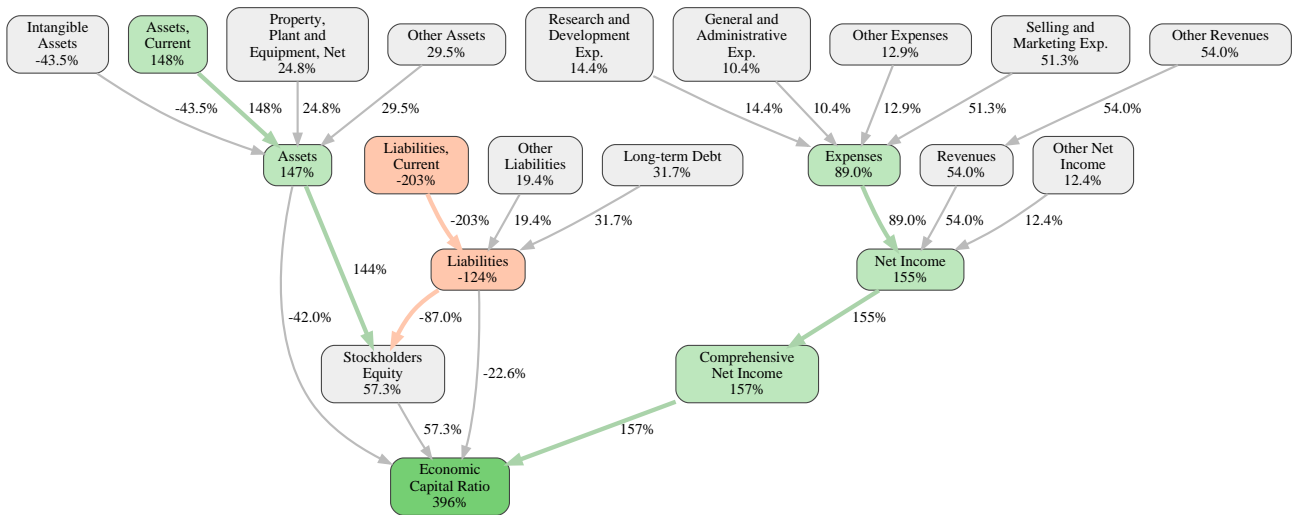 Intangible
Assets
-43.5%
Assets,
Current
148%
Property,
Plant and
Equipment, Net
24.8%
Other Assets
29.5%
Research and
Development
Exp.
14.4%
General and
Administrative
Exp.
10.4%
Other Expenses
12.9%
Selling and
Marketing Exp.
51.3%
Other Revenues
54.0%
-43.5%
148%
24.8%
29.5%
14.4%
10.4%
12.9%
51.3%
54.0%
Assets
147%
Liabilities,
Current
-203%
Other
Liabilities
19.4%
Long-term Debt
31.7%
Expenses
89.0%
Revenues
54.0%
Other Net
Income
12.4%
-203%
19.4%
31.7%
89.0%
54.0%
12.4%
Liabilities
-124%
Net Income
155%
144%
-42.0%
-87.0%
-22.6%
155%
Stockholders
Equity
57.3%
Comprehensive
Net Income
157%
57.3%
157%
Economic
Capital Ratio
396%